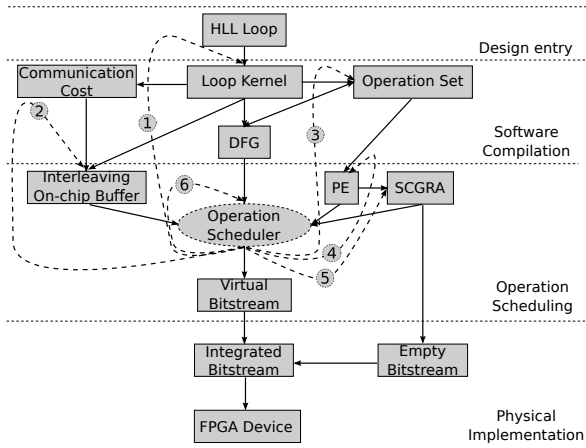 HLL Loop
Design entry
Communication
Cost
Loop Kernel
Operation Set
2
1
3
DFG
Software
Compilation
Interleaving
On-chip Buffer
6
PE
SCGRA
Operation
Scheduler
4
5
Virtual
Bitstream
Operation
Scheduling
Integrated
Bitstream
Empty
Bitstream
FPGA Device
Physical
Implementation